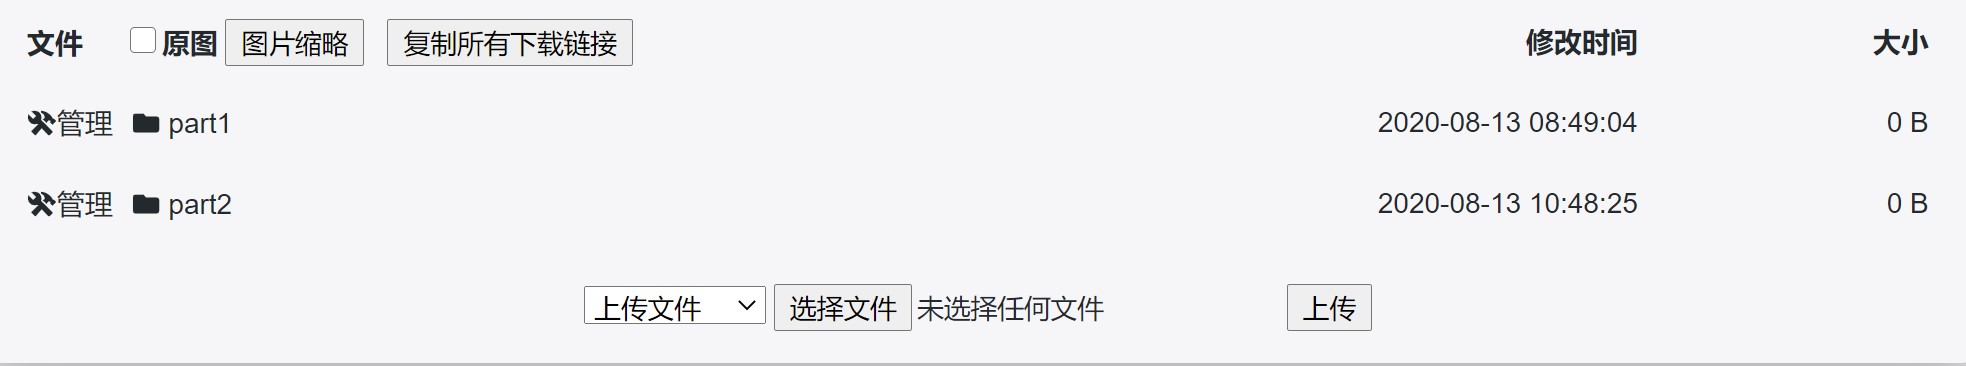 文件 原图 图片缩略 复制所有下载链接 修改时间 大小
管理 part1 2020-08-13 08:49:04 0 B
管理 part2 2020-08-13 10:48:25 0 B
上传文件 选择文件 未选择任何文件 上传